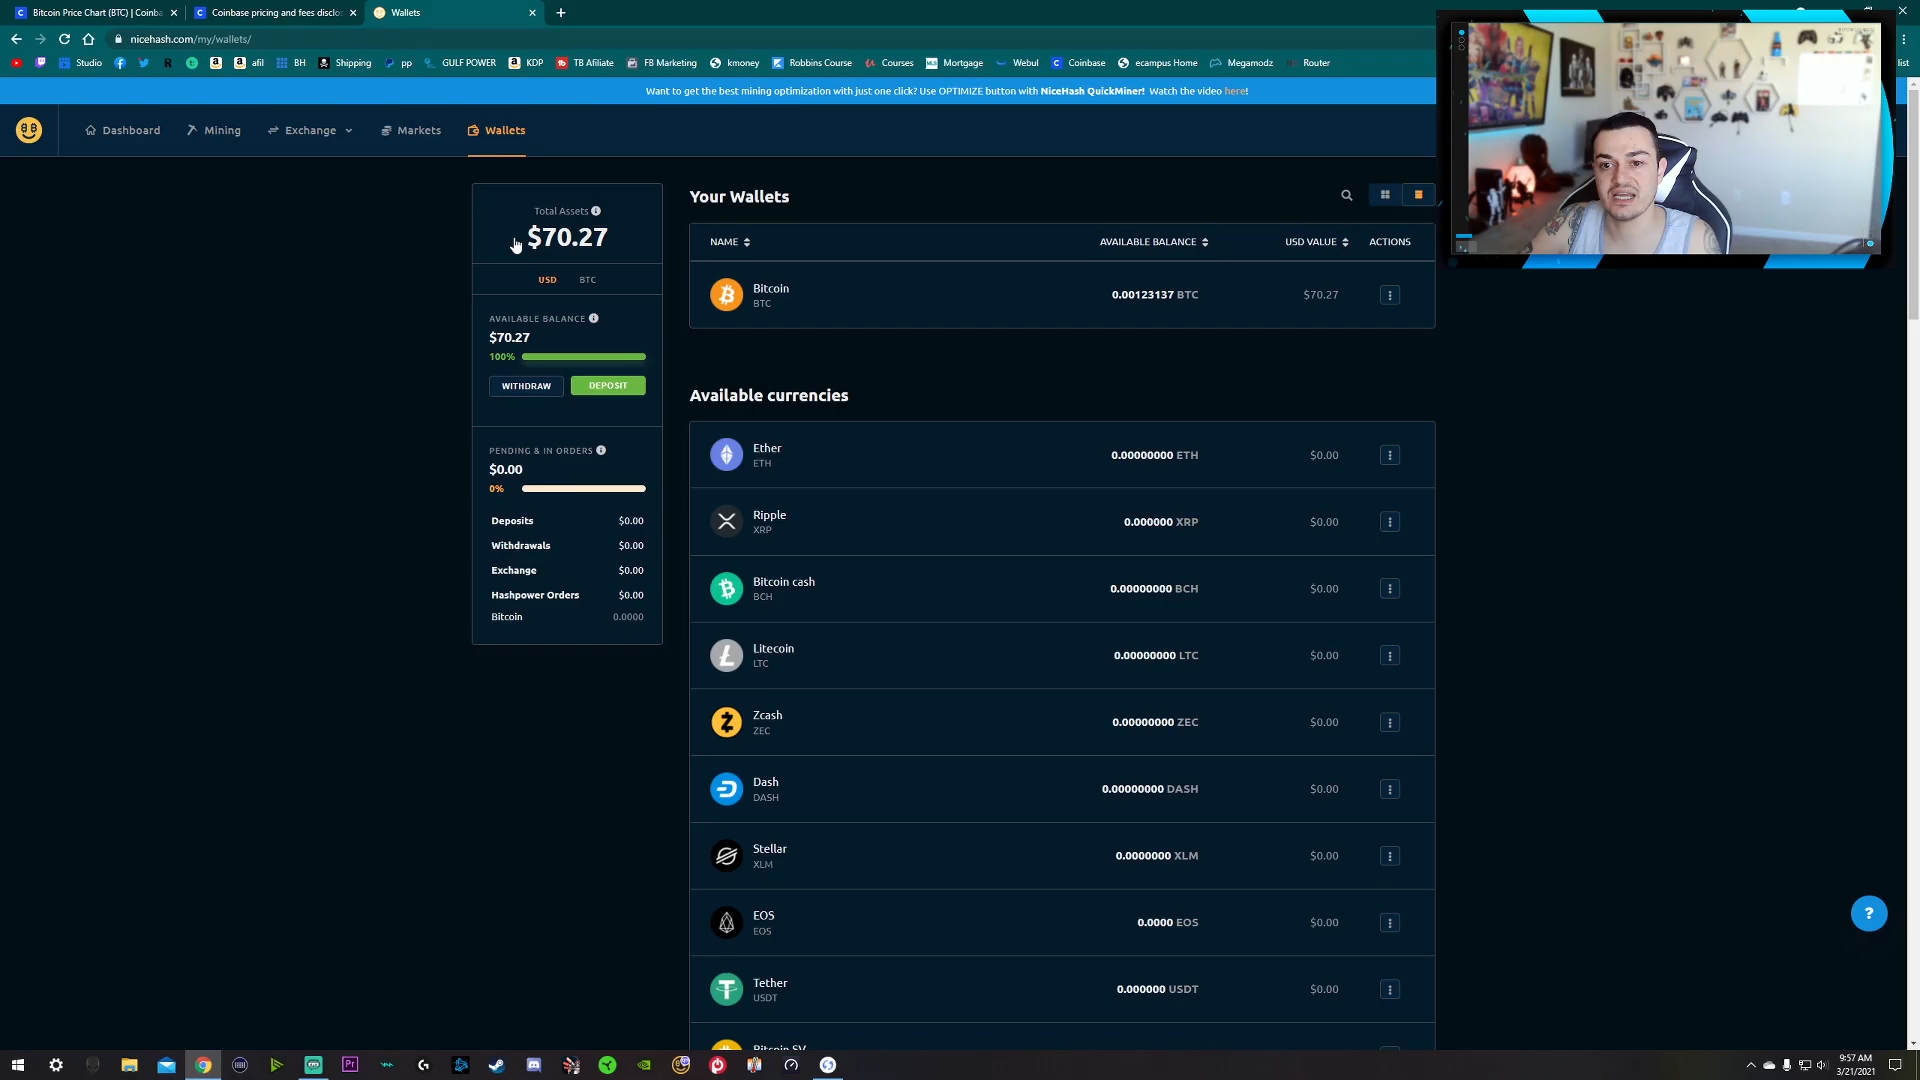 Bitcoin Price Chart (BTC) | Coinba
Coinbase pricing and fees disclos
Wallets
nicehash.com/my/wallets/
Studio
afil
BH
Shipping
pp
GULF POWER
KDP
TB Afiliate
FB Marketing
kmoney
Robbins Course
Courses
Mortgage
Webul
Coinbase
ecampus Home
Megamodz
Router
list
Want to get the best mining optimization with just one click? Use OPTIMIZE button with NiceHash QuickMiner! Watch the video here!
Dashboard
Mining
Exchange
Markets
Wallets
Total Assets
$70.27
USD
BTC
AVAILABLE BALANCE
$70.27
100%
WITHDRAW
DEPOSIT
PENDING & IN ORDERS
$0.00
0%
Deposits $0.00
Withdrawals $0.00
Exchange $0.00
Hashpower Orders $0.00
Bitcoin 0.0000
Your Wallets
NAME AVAILABLE BALANCE USD VALUE ACTIONS
Bitcoin
BTC
0.00123137 BTC $70.27
Available currencies
Ether
ETH
0.00000000 ETH $0.00
Ripple
XRP
0.000000 XRP $0.00
Bitcoin cash
BCH
0.00000000 BCH $0.00
Litecoin
LTC
0.00000000 LTC $0.00
Zcash
ZEC
0.00000000 ZEC $0.00
Dash
DASH
0.00000000 DASH $0.00
Stellar
XLM
0.0000000 XLM $0.00
EOS
EOS
0.0000 EOS $0.00
Tether
USDT
0.000000 USDT $0.00
Bitcoin SV
?
9:57 AM
3/21/2021